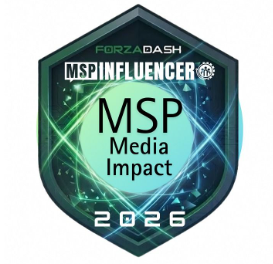 FORZADASH
MSPINFLUENCER
MSP
Media
Impact
2026